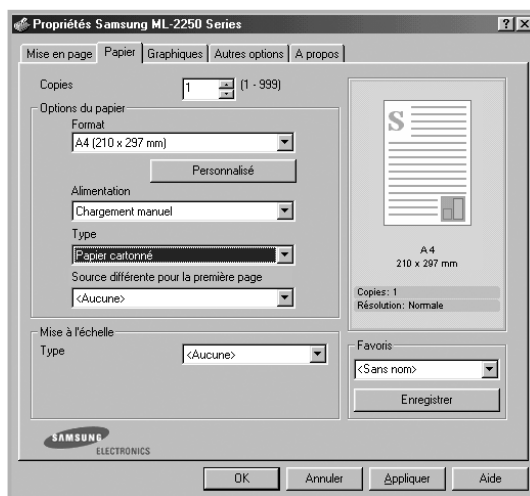 Propriétés Samsung ML-2250 Series
Mise en page Papier Graphiques Autres options A propos
Copies 1 (1 - 999)
Options du papier
Format
A4 (210 x 297 mm)
Personnalisé
Alimentation
Chargement manuel
Type
Papier cartonné
Source différente pour la première page
<Aucune>
Mise à l'échelle
Type <Aucune>
S
A4
210 x 297 mm
Copies: 1
Résolution: Normale
Favoris
<Sans nom>
Enregistrer
SAMSUNG
ELECTRONICS
OK Annuler Appliquer Aide